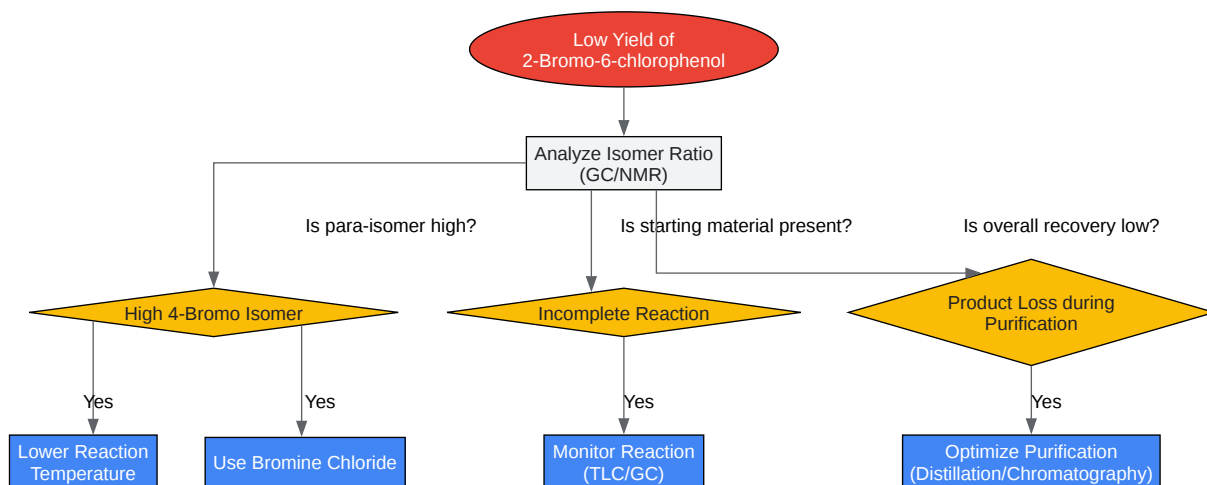 Low Yield of
2-Bromo-6-chlorophenol
Analyze Isomer Ratio
(GC/NMR)
Is para-isomer high?
Is starting material present?
Is overall recovery low?
High 4-Bromo Isomer
Incomplete Reaction
Product Loss during
Purification
Yes
Yes
Yes
Yes
Lower Reaction
Temperature
Use Bromine Chloride
Monitor Reaction
(TLC/GC)
Optimize Purification
(Distillation/Chromatography)